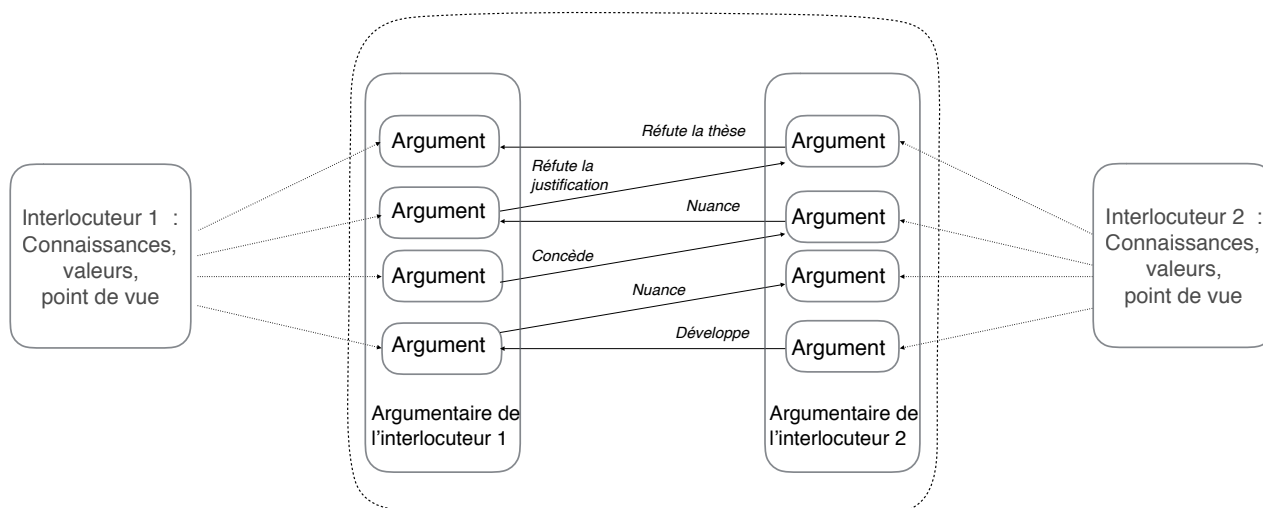 Interlocuteur 1 :
Connaissances,
valeurs,
point de vue
Argument
Argument
Argument
Argument
Argumentaire de
l'interlocuteur 1
Réfute la thèse
Réfute la
justification
Nuance
Concède
Nuance
Développe
Argument
Argument
Argument
Argument
Argumentaire de
l'interlocuteur 2
Interlocuteur 2 :
Connaissances,
valeurs,
point de vue